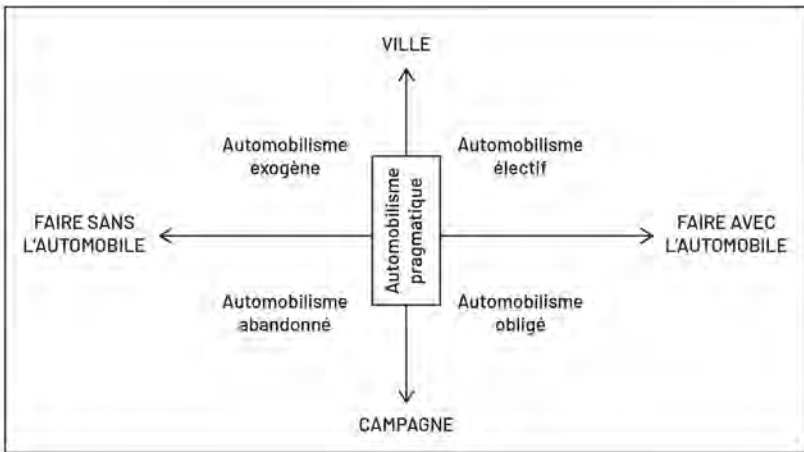 VILLE
Automobilisme
exogène
Automobilisme
électif
FAIRE SANS
L'AUTOMOBILE
Automobilisme
pragmatique
FAIRE AVEC
L'AUTOMOBILE
Automobilisme
abandonné
Automobilisme
obligé
CAMPAGNE